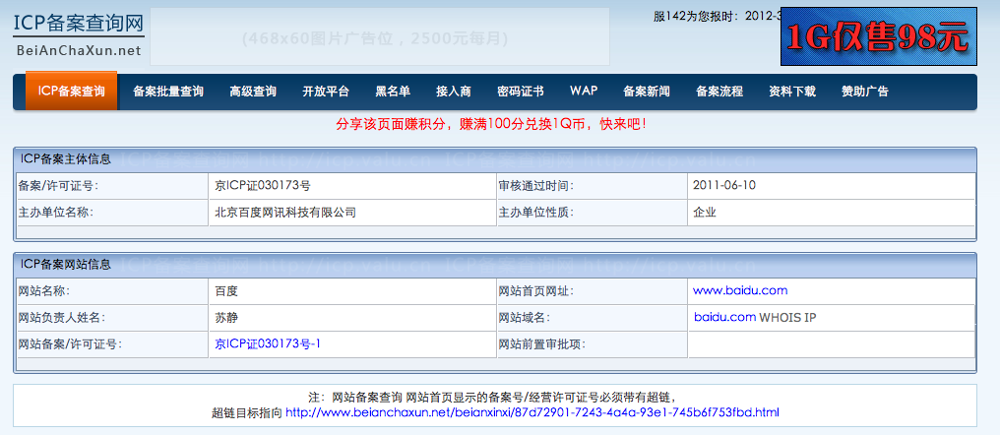 ICP备案查询网
BeiAnChaXun.net
(468x60图片广告位，2500元每月)
服142为您报时：2012-3
1G仅售98元
ICP备案查询 备案批量查询 高级查询 开放平台 黑名单 接入商 密码证书 WAP 备案新闻 备案流程 资料下载 赞助广告
分享该页面赚积分，赚满100分兑换1Q币，快来吧！
ICP备案主体信息
备案/许可证号： 京ICP证030173号 审核通过时间： 2011-06-10
主办单位名称： 北京百度网讯科技有限公司 主办单位性质： 企业
ICP备案网站信息
网站名称： 百度 网站首页网址： www.baidu.com
网站负责人姓名： 苏静 网站域名： baidu.com WHOIS IP
网站备案/许可证号： 京ICP证030173号-1 网站前置审批项：
注：网站备案查询 网站首页显示的备案号/经营许可证号必须带有超链，
超链目标指向 http://www.beianchaxun.net/beianxinxi/87d72901-7243-4a4a-93e1-745b6f753fbd.html